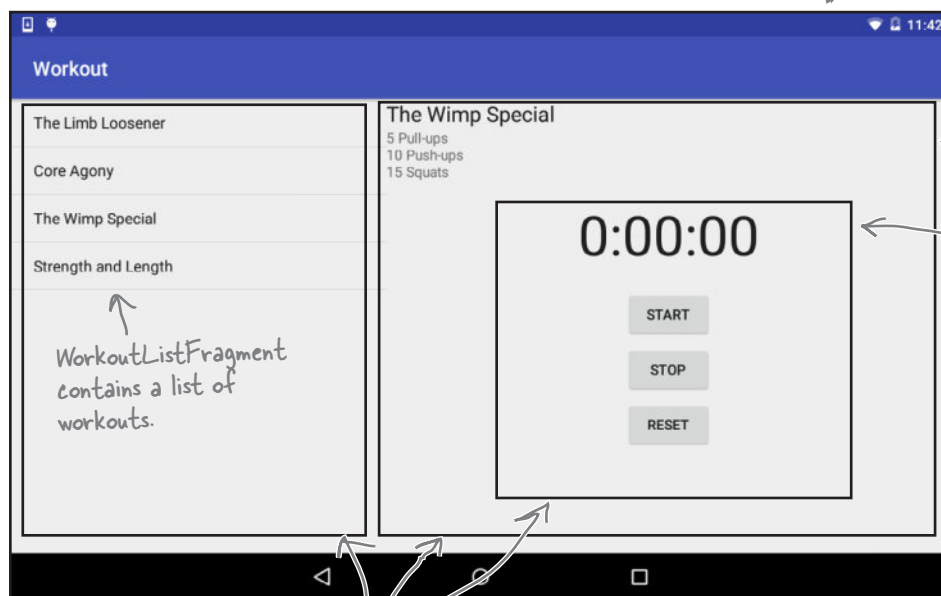 11:42
Workout
The Limb Loosener
Core Agony
The Wimp Special
Strength and Length
WorkoutListFragment
contains a list of
workouts.
The Wimp Special
5 Pull-ups
10 Push-ups
15 Squats
0:00:00
START
STOP
RESET